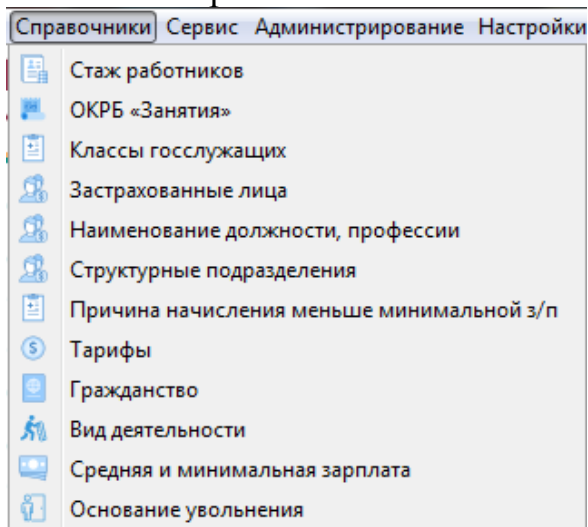 Справочники Сервис Администрирование Настройки
Стаж работников
ОКРБ «Занятия»
Классы госслужащих
Застрахованные лица
Наименование должности, профессии
Структурные подразделения
Причина начисления меньше минимальной з/п
Тарифы
Гражданство
Вид деятельности
Средняя и минимальная зарплата
Основание увольнения